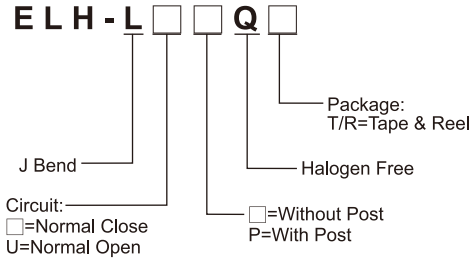 ELH-L□□Q□
Package:
T/R=Tape & Reel
J Bend
Halogen Free
Circuit:
□=Normal Close
U=Normal Open
□=Without Post
P=With Post